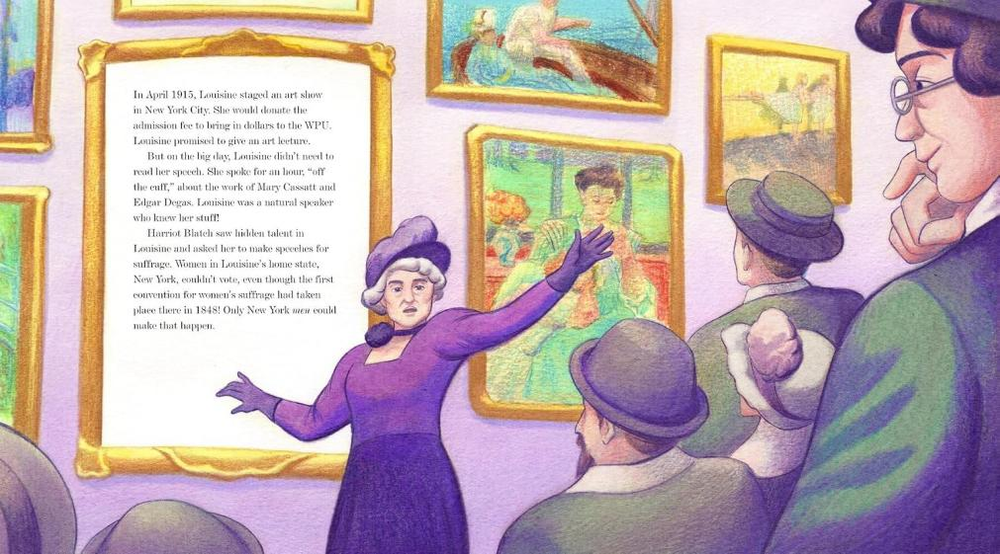 In April 1915, Louisine staged an art show
in New York City. She would donate the
admission fee to bring in dollars to the WPU.
Louisine promised to give an art lecture.
But on the big day, Louisine didn’t need to
read her speech. She spoke for an hour, “off
the cuff,” about the work of Mary Cassatt and
Edgar Degas. Louisine was a natural speaker
who knew her stuff!
Harriot Blatch saw hidden talent in
Louisine and asked her to make speeches for
suffrage. Women in Louisine’s home state,
New York, couldn’t vote, even though the first
convention for women’s suffrage had taken
place there in 1848! Only New York men could
make that happen.